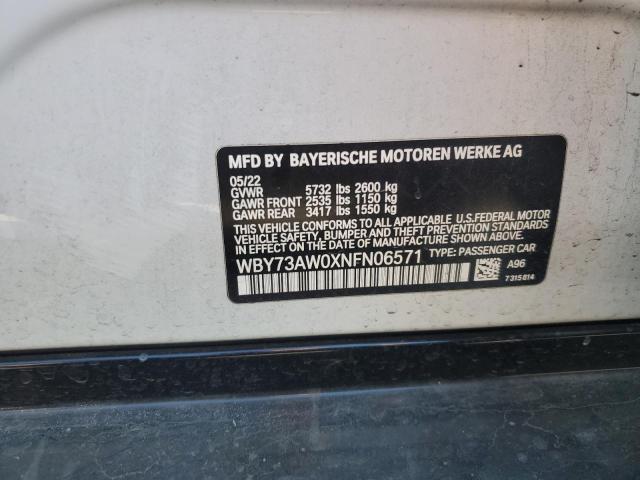 MFD BY BAYERISCHE MOTOREN WERKE AG
05/22
GVWR 5732 lbs 2600 kg
GAWR FRONT 2535 lbs 1150 kg
GAWR REAR 3417 lbs 1550 kg
THIS VEHICLE CONFORMS TO ALL APPLICABLE U.S.FEDERAL MOTOR
VEHICLE SAFETY, BUMPER, AND THEFT PREVENTION STANDARDS
IN EFFECT ON THE DATE OF MANUFACTURE SHOWN ABOVE.
WBY73AW0XNFN06571 TYPE: PASSENGER CAR
A96
7315814